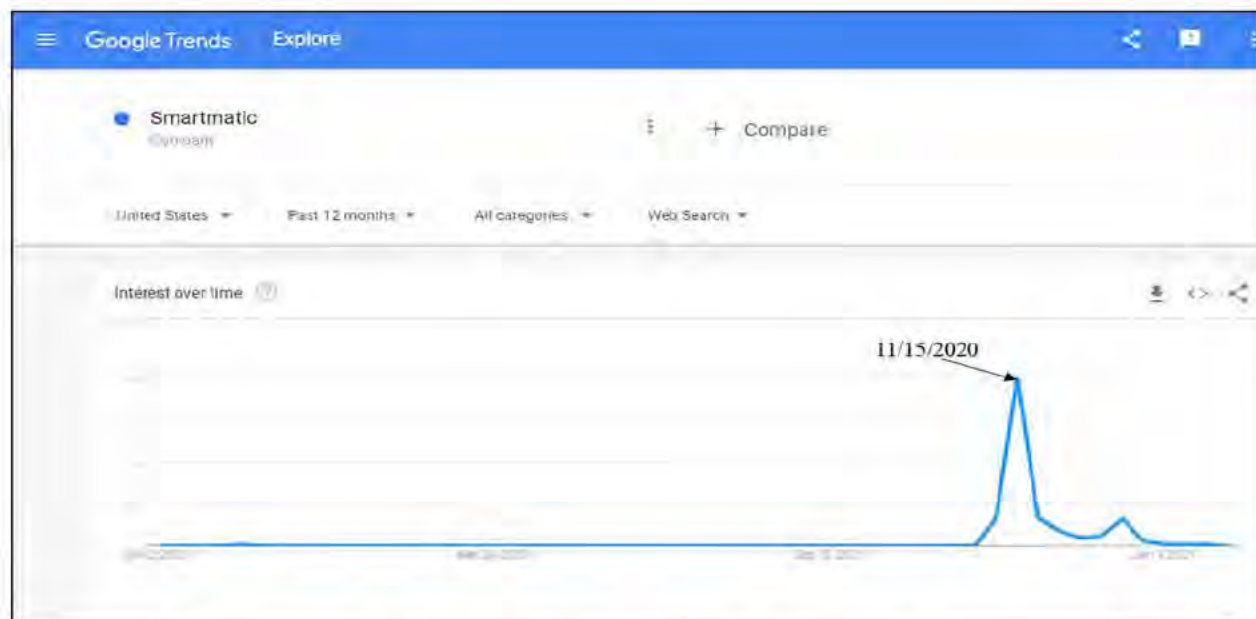 Google Trends Explore
Smartmatic
+ Compare
United States Past 12 months All categories Web Search
Interest over time
11/15/2020